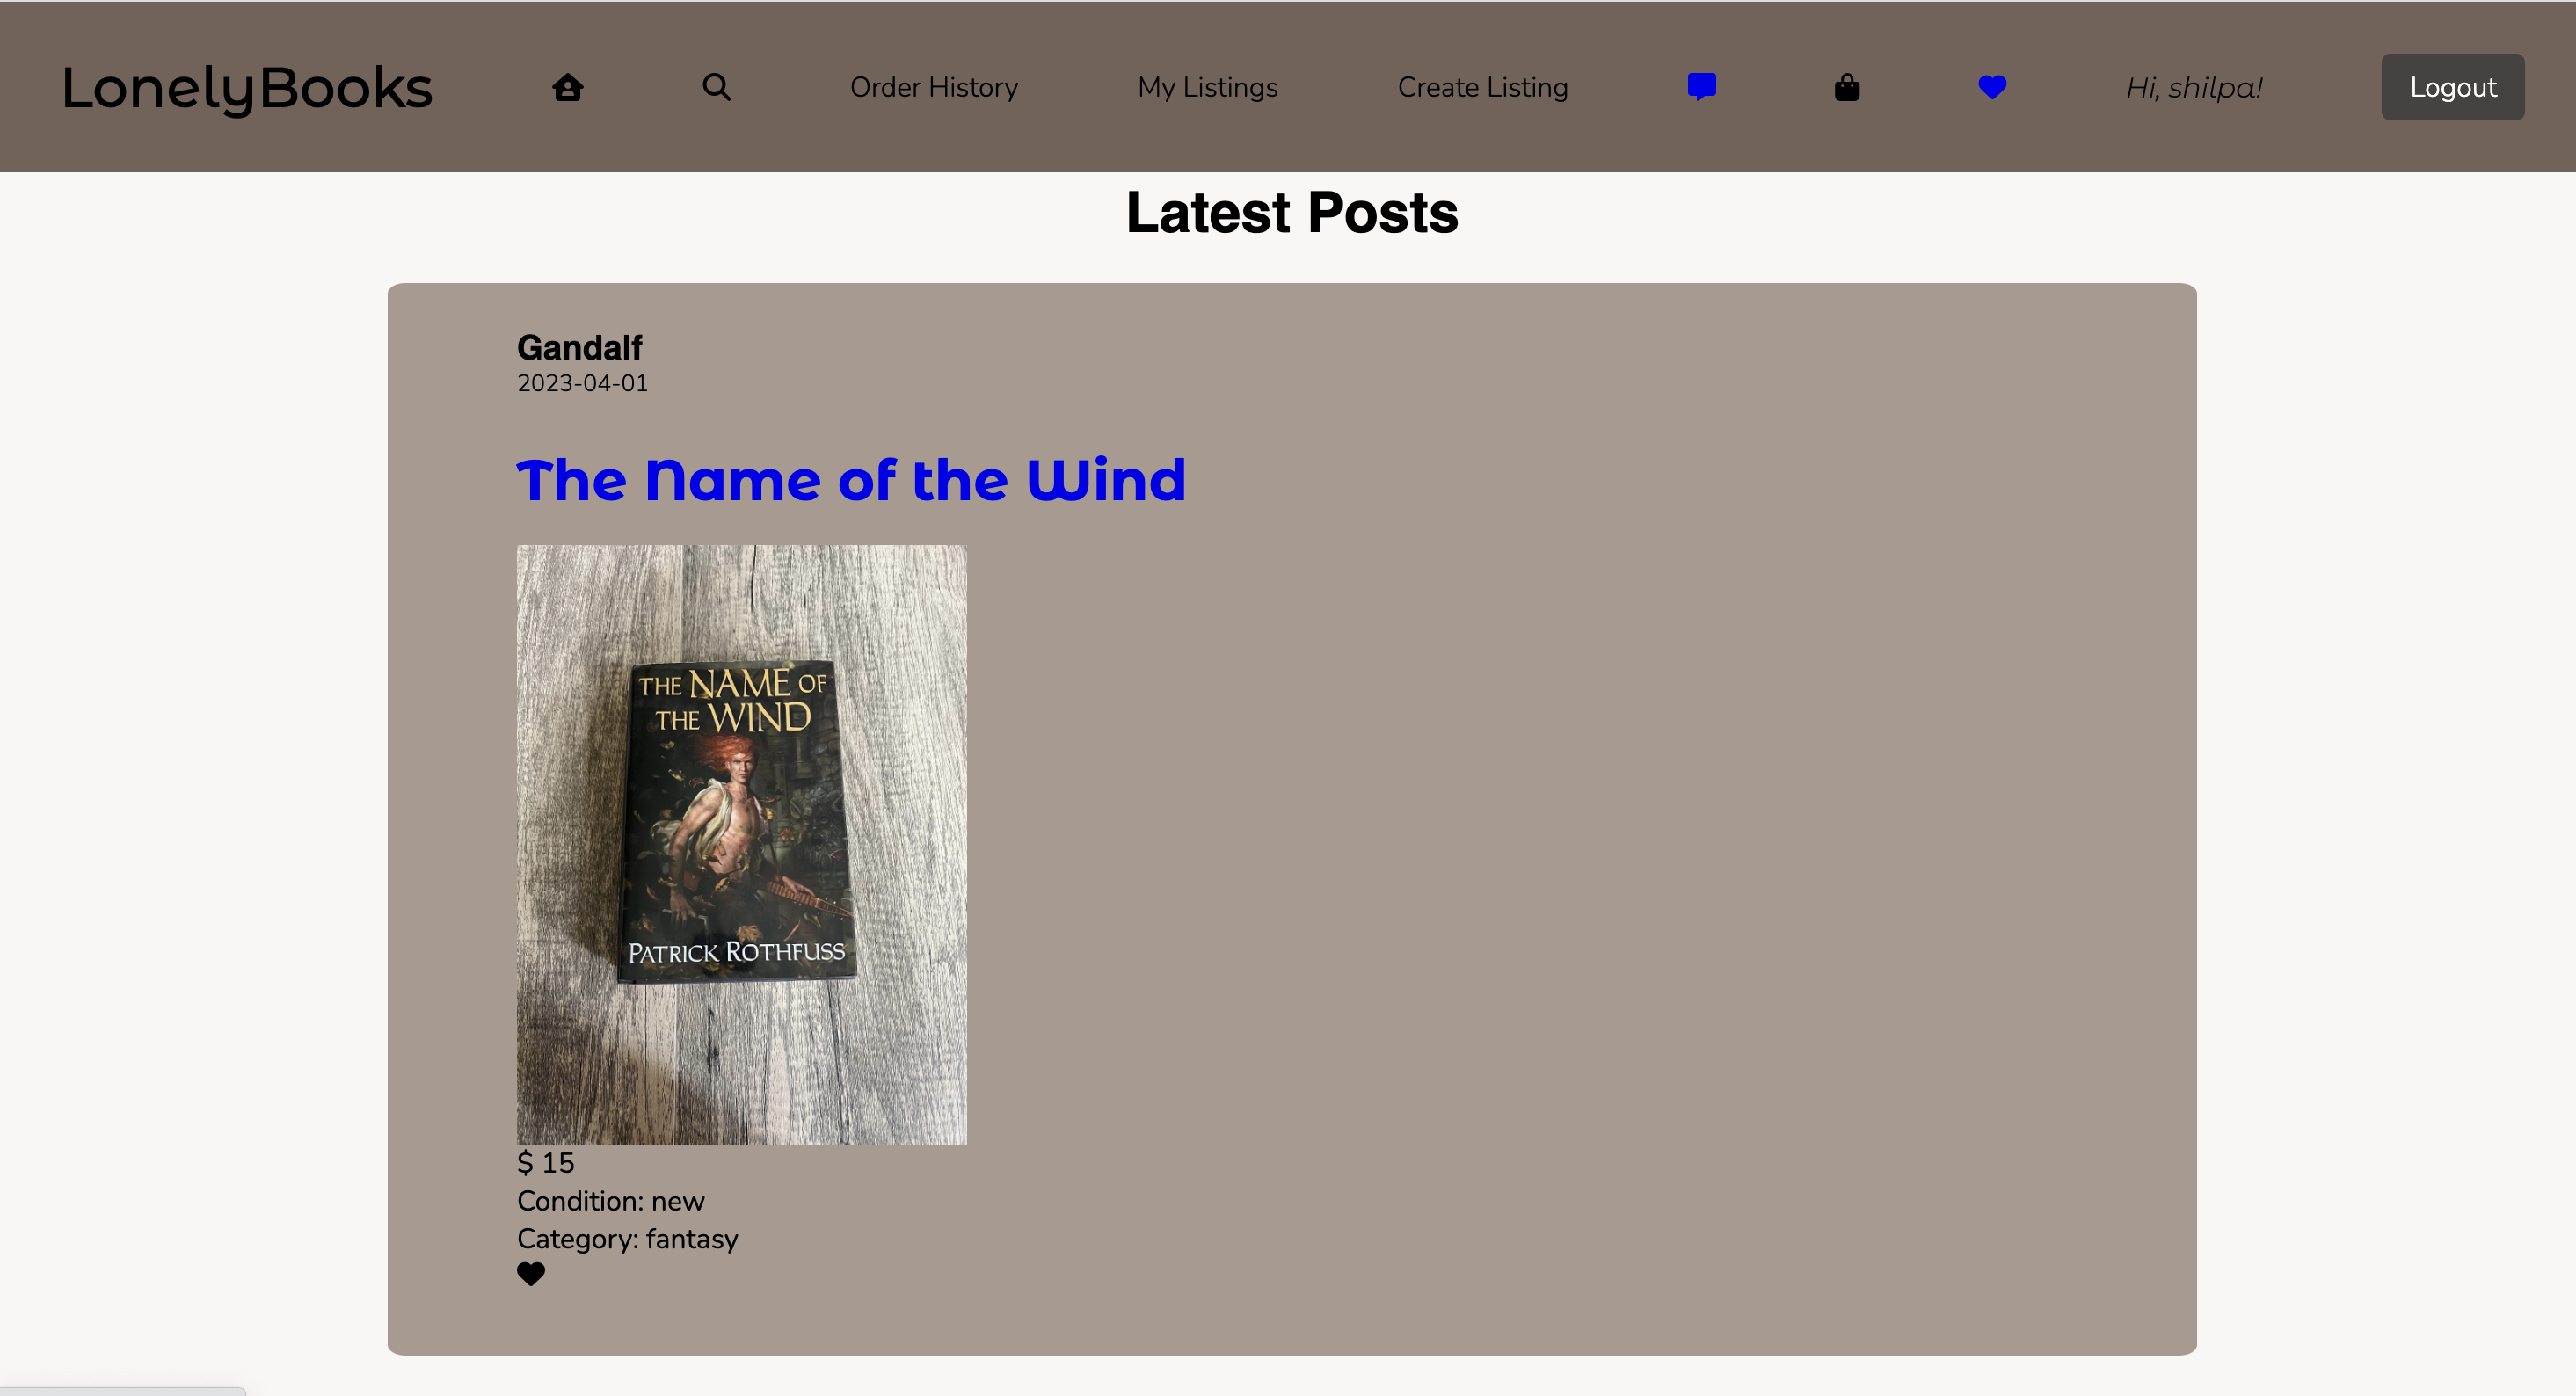 LonelyBooks Order History My Listings Create Listing Hi, shilpa! Logout
Latest Posts
Gandalf
2023-04-01
The Name of the Wind
THE NAME OF
THE WIND
PATRICK ROTHFUSS
$ 15
Condition: new
Category: fantasy